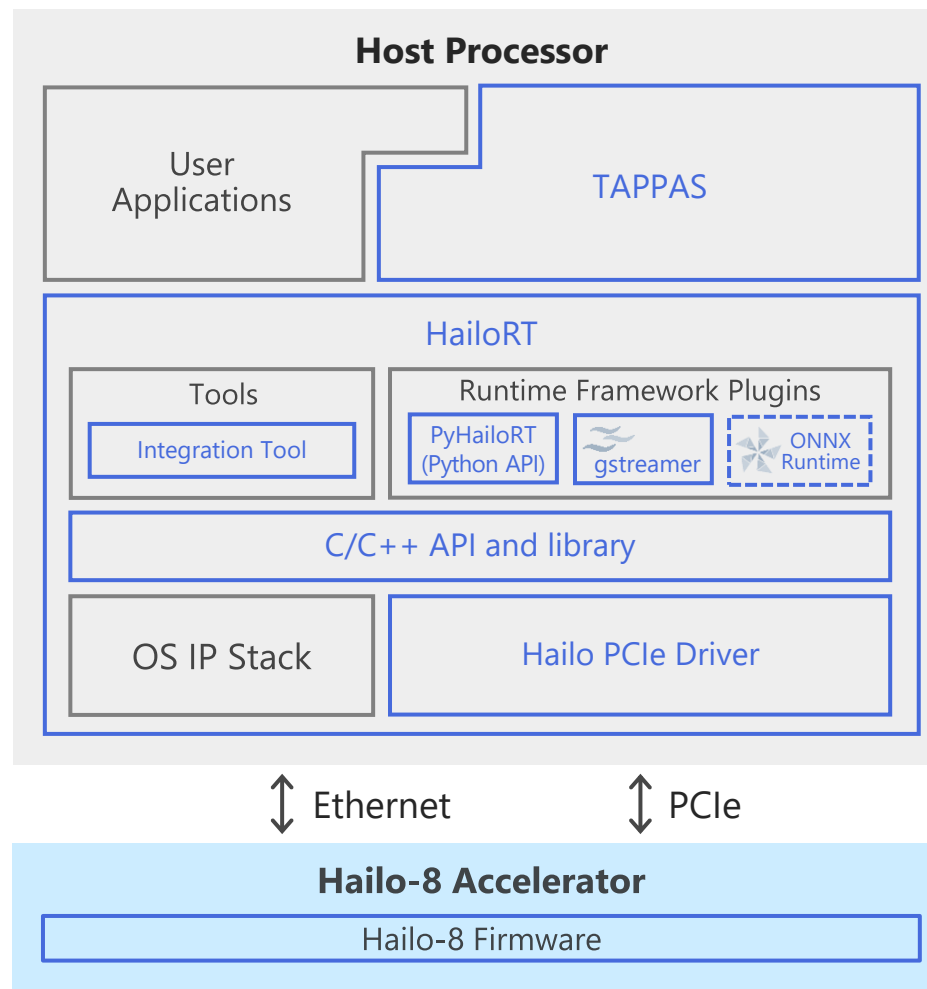 Host Processor
User
Applications
TAPPAS
HailoRT
Tools
Integration Tool
Runtime Framework Plugins
PyHailoRT
(Python API)
gstreamer
ONNX
Runtime
C/C++ API and library
OS IP Stack
Hailo PCIe Driver
Ethernet
PCIe
Hailo-8 Accelerator
Hailo-8 Firmware